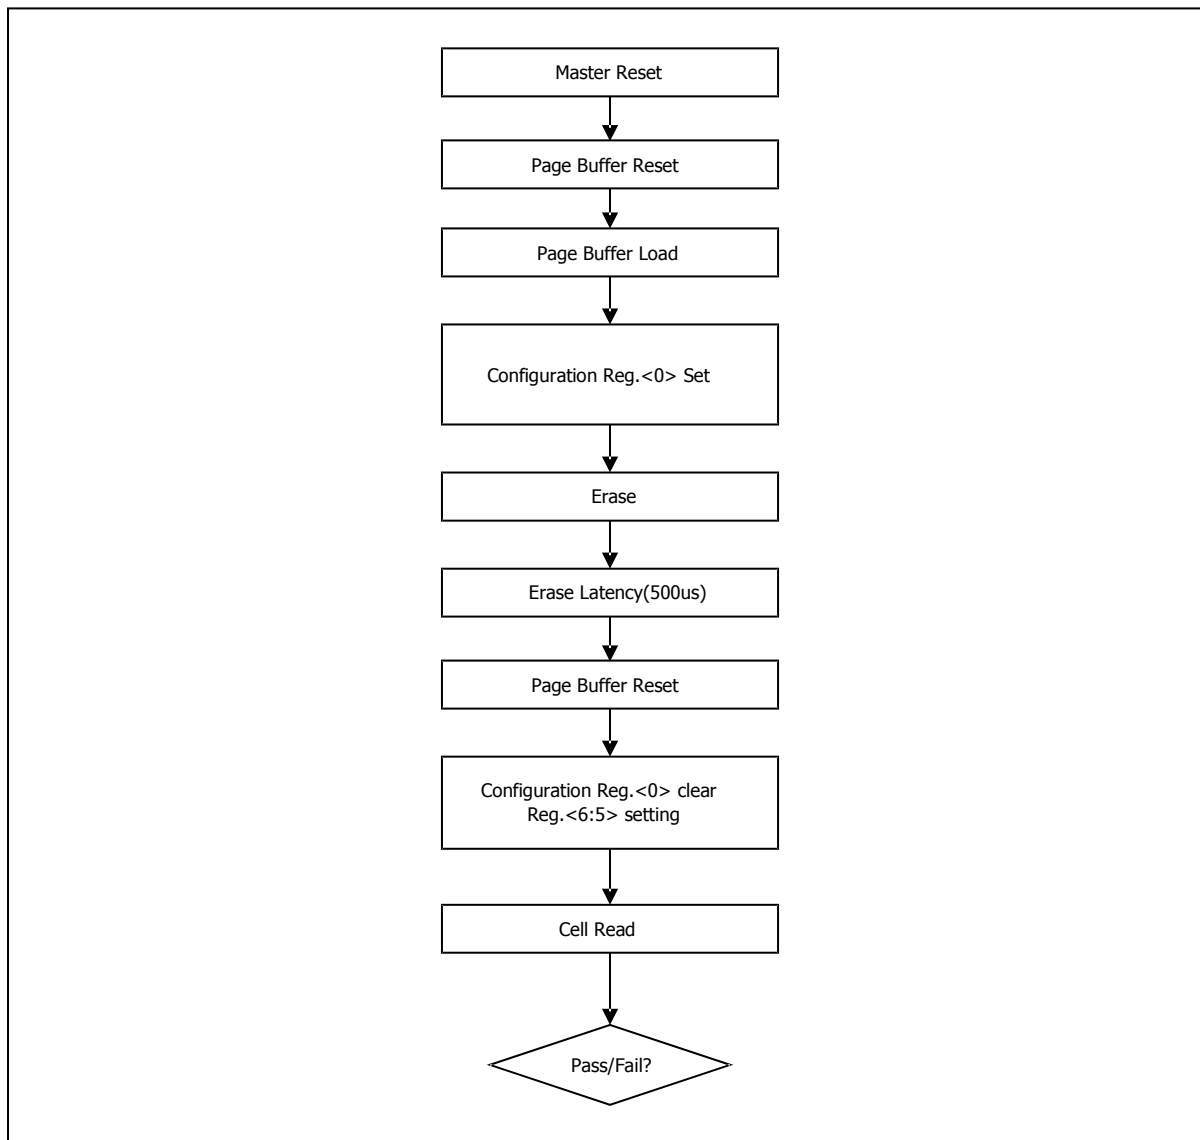 Master Reset
Page Buffer Reset
Page Buffer Load
Configuration Reg.<0> Set
Erase
Erase Latency(500us)
Page Buffer Reset
Configuration Reg.<0> clear
Reg.<6:5> setting
Cell Read
Pass/Fail?